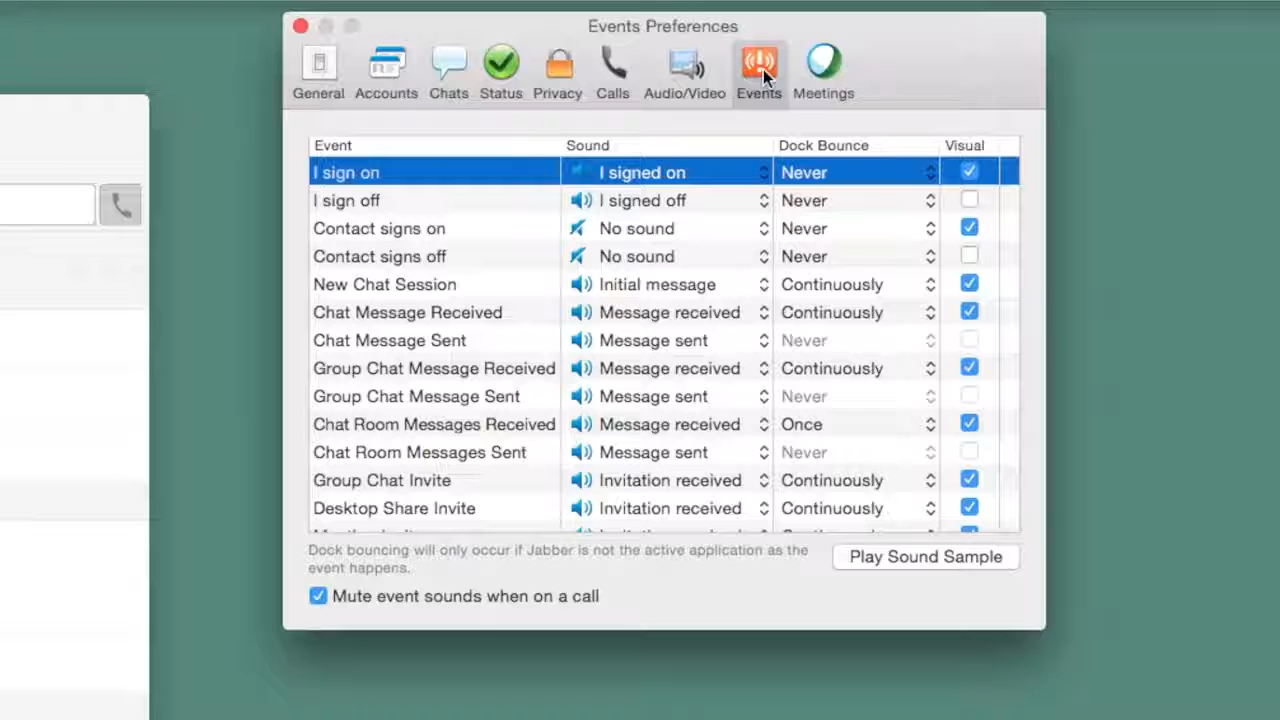 Events Preferences
General Accounts Chats Status Privacy Calls Audio/Video Events Meetings
Event Sound Dock Bounce Visual
I sign on I signed on Never
I sign off I signed off Never
Contact signs on No sound Never
Contact signs off No sound Never
New Chat Session Initial message Continuously
Chat Message Received Message received Continuously
Chat Message Sent Message sent Never
Group Chat Message Received Message received Continuously
Group Chat Message Sent Message sent Never
Chat Room Messages Received Message received Once
Chat Room Messages Sent Message sent Never
Group Chat Invite Invitation received Continuously
Desktop Share Invite Invitation received Continuously
Dock bouncing will only occur if Jabber is not the active application as the
event happens.
Play Sound Sample
Mute event sounds when on a call